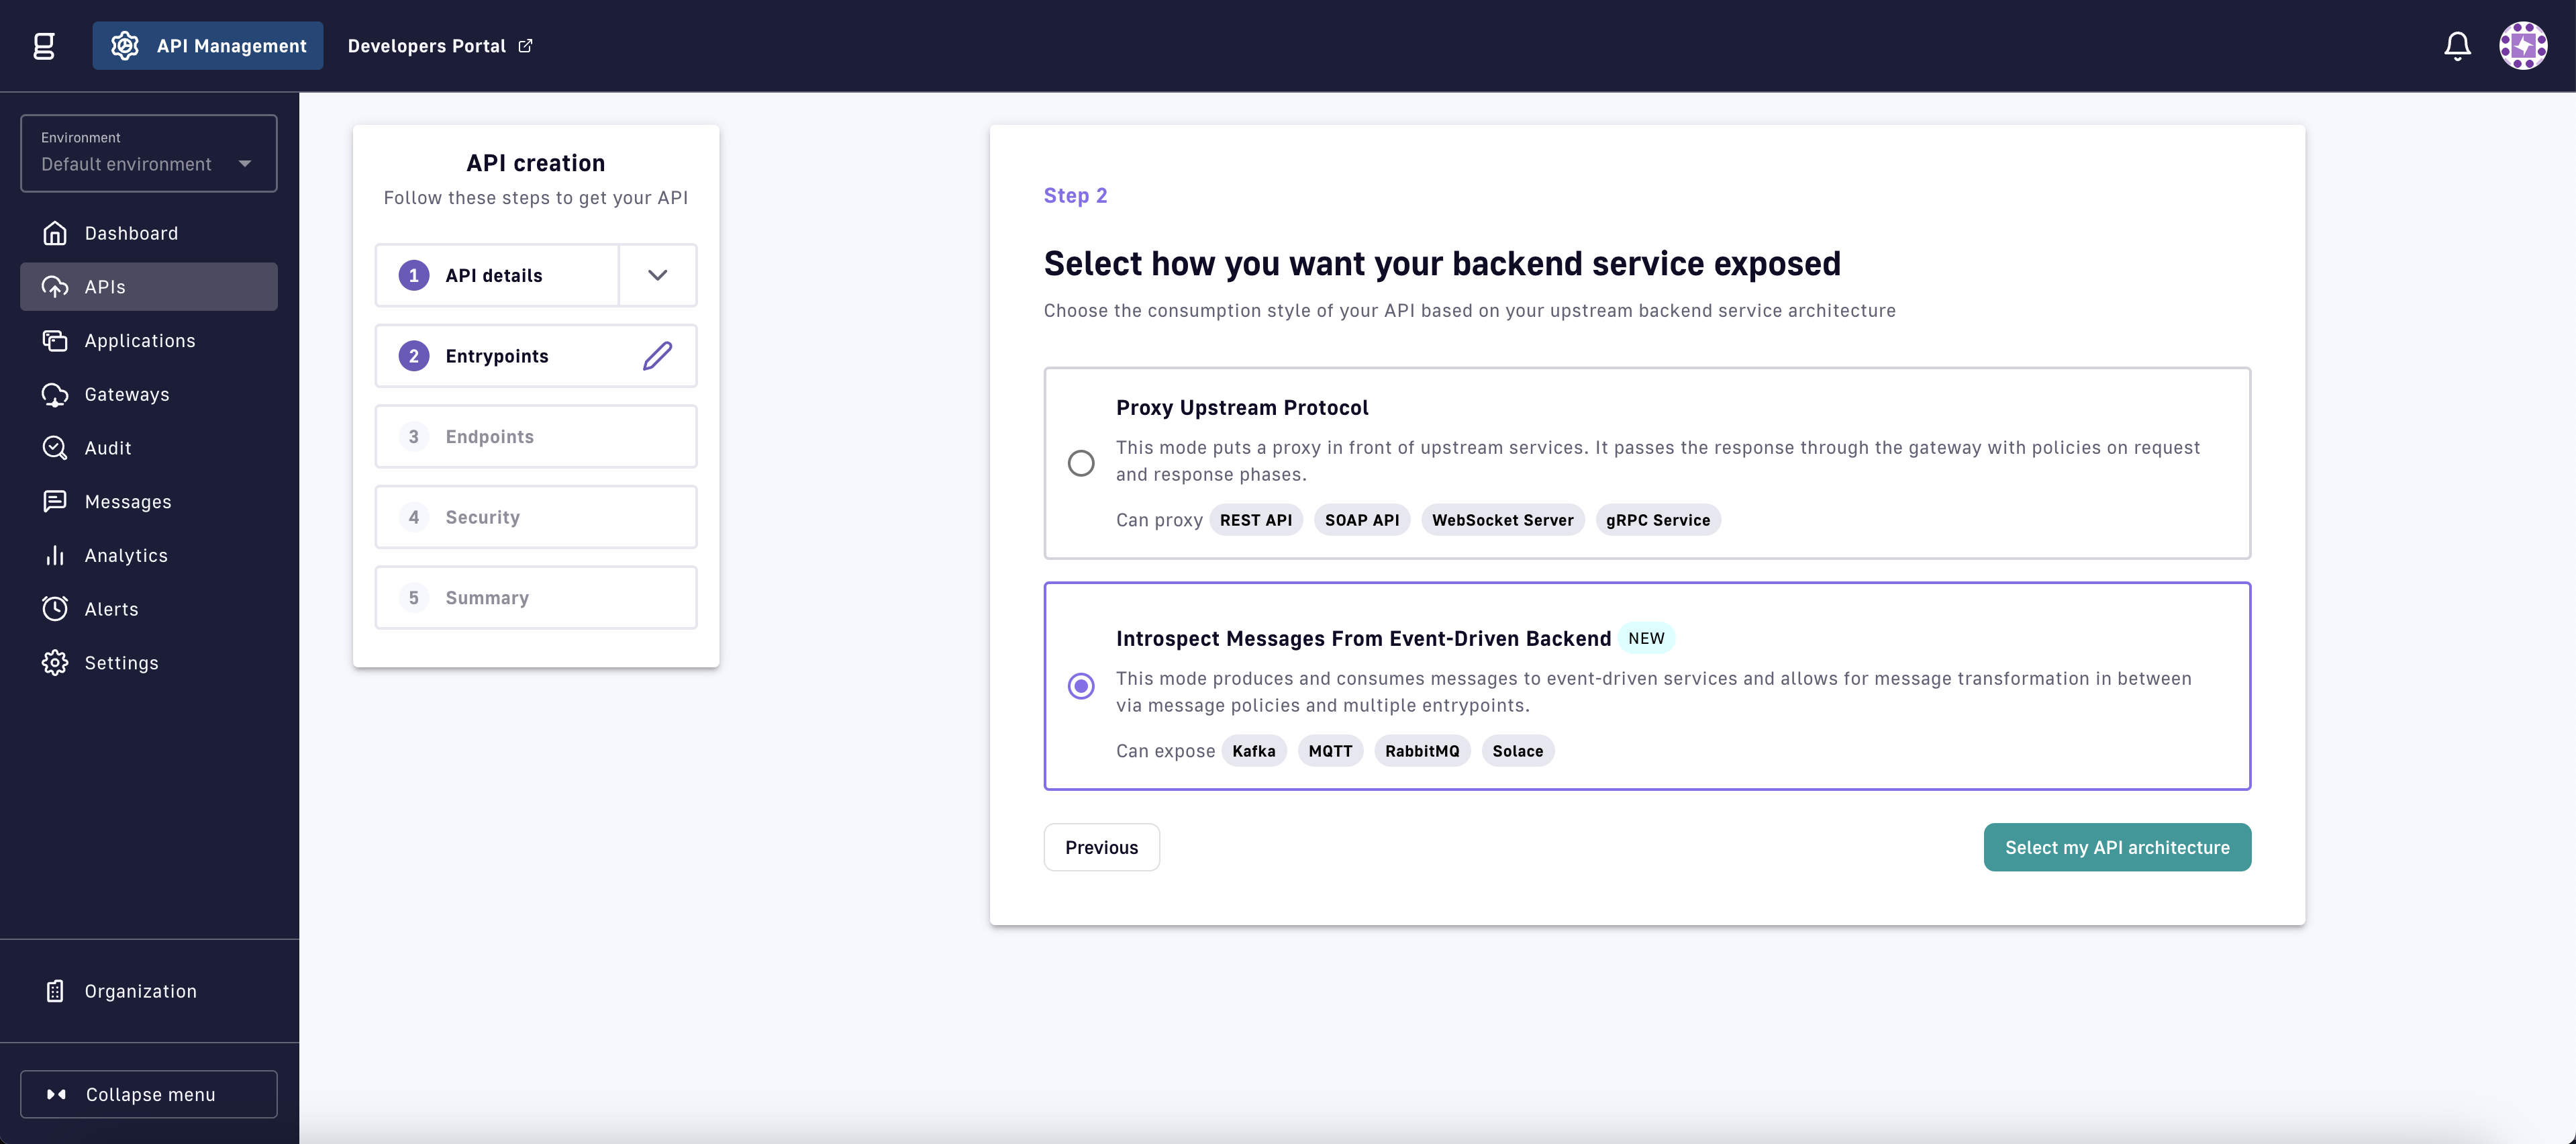 g API Management Developers Portal
Environment
Default environment
Dashboard
APIs
Applications
Gateways
Audit
Messages
Analytics
Alerts
Settings
Organization
Collapse menu
API creation
Follow these steps to get your API
1 API details
2 Entrypoints
3 Endpoints
4 Security
5 Summary
Step 2
Select how you want your backend service exposed
Choose the consumption style of your API based on your upstream backend service architecture
Proxy Upstream Protocol
This mode puts a proxy in front of upstream services. It passes the response through the gateway with policies on request
and response phases.
Can proxy REST API SOAP API WebSocket Server gRPC Service
Introspect Messages From Event-Driven Backend NEW
This mode produces and consumes messages to event-driven services and allows for message transformation in between
via message policies and multiple entrypoints.
Can expose Kafka MQTT RabbitMQ Solace
Previous Select my API architecture